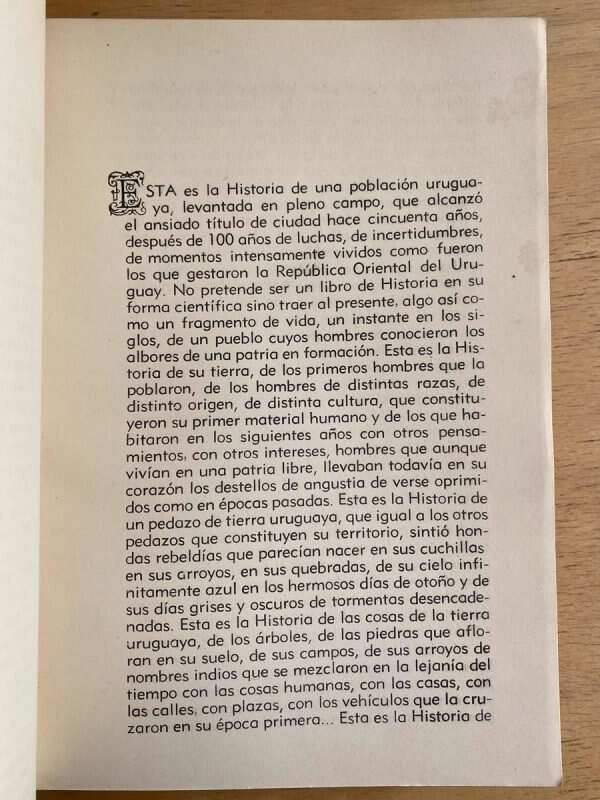 ESTA es la Historia de una población urugua-
ya, levantada en pleno campo, que alcanzó
el ansiado título de ciudad hace cincuenta años,
después de 100 años de luchas, de incertidumbres,
de momentos intensamente vividos como fueron
los que gestaron la República Oriental del Uru-
guay. No pretende ser un libro de Historia en su
forma científica sino traer al presente, algo así co-
mo un fragmento de vida, un instante en los si-
glos, de un pueblo cuyos hombres conocieron los
albores de una patria en formación. Esta es la His-
toria de su tierra, de los primeros hombres que la
poblaron, de los hombres de distintas razas, de
distinto origen, de distinta cultura, que constitu-
yeron su primer material humano y de los que ha-
bitaron en los siguientes años con otros pensa-
mientos, con otros intereses, hombres que aunque
vivían en una patria libre, llevaban todavía en su
corazón los destellos de angustia de verse oprimi-
dos como en épocas pasadas. Esta es la Historia de
un pedazo de tierra uruguaya, que igual a los otros
pedazos que constituyen su territorio, sintió hon-
das rebeldías que parecían nacer en sus cuchillas
en sus arroyos, en sus quebradas, de su cielo infi-
nitamente azul en los hermosos días de otoño y de
sus días grises y oscuros de tormentas desencade-
nadas. Esta es la Historia de las cosas de la tierra
uruguaya, de los árboles, de las piedras que aflo-
ran en su suelo, de sus campos, de sus arroyos de
nombres indios que se mezclaron en la lejanía del
tiempo con las cosas humanas, con las casas, con
las calles, con plazas, con los vehículos que la cru-
zaron en su época primera... Esta es la Historia de